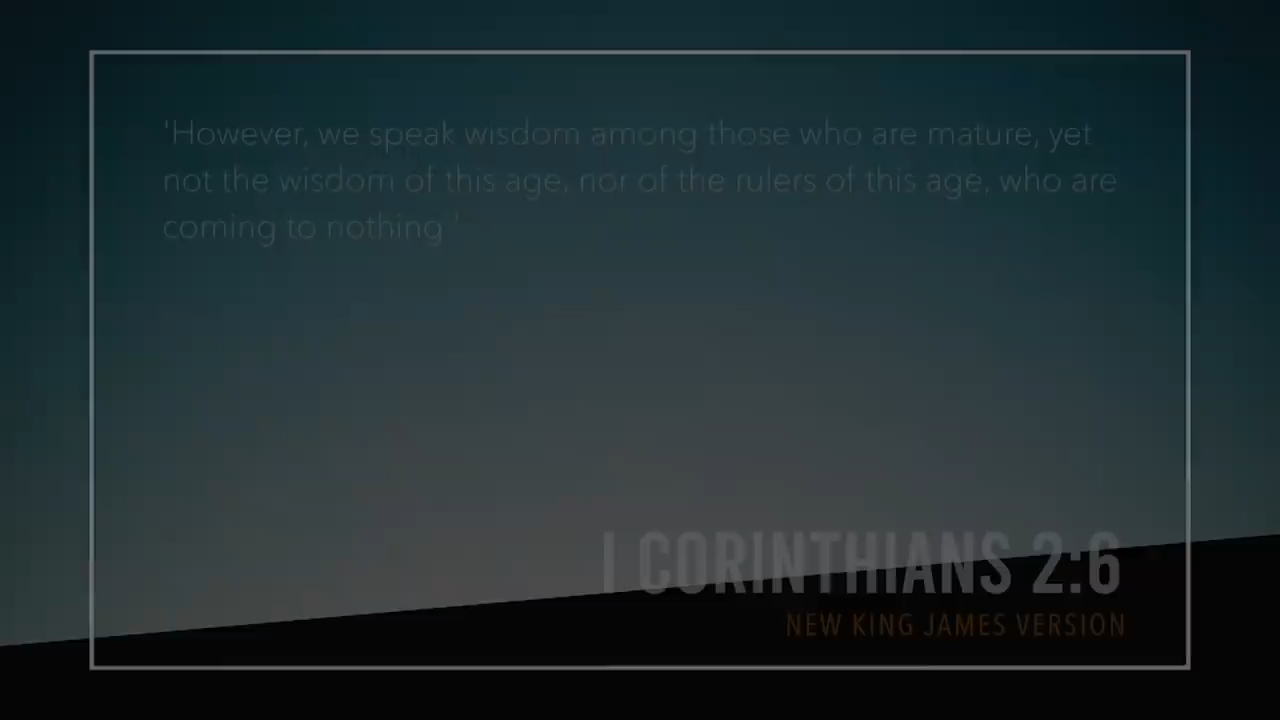 'However, we speak wisdom among those who are mature, yet
not the wisdom of this age, nor of the rulers of this age, who are
coming to nothing.'
I CORINTHIANS 2:6
NEW KING JAMES VERSION